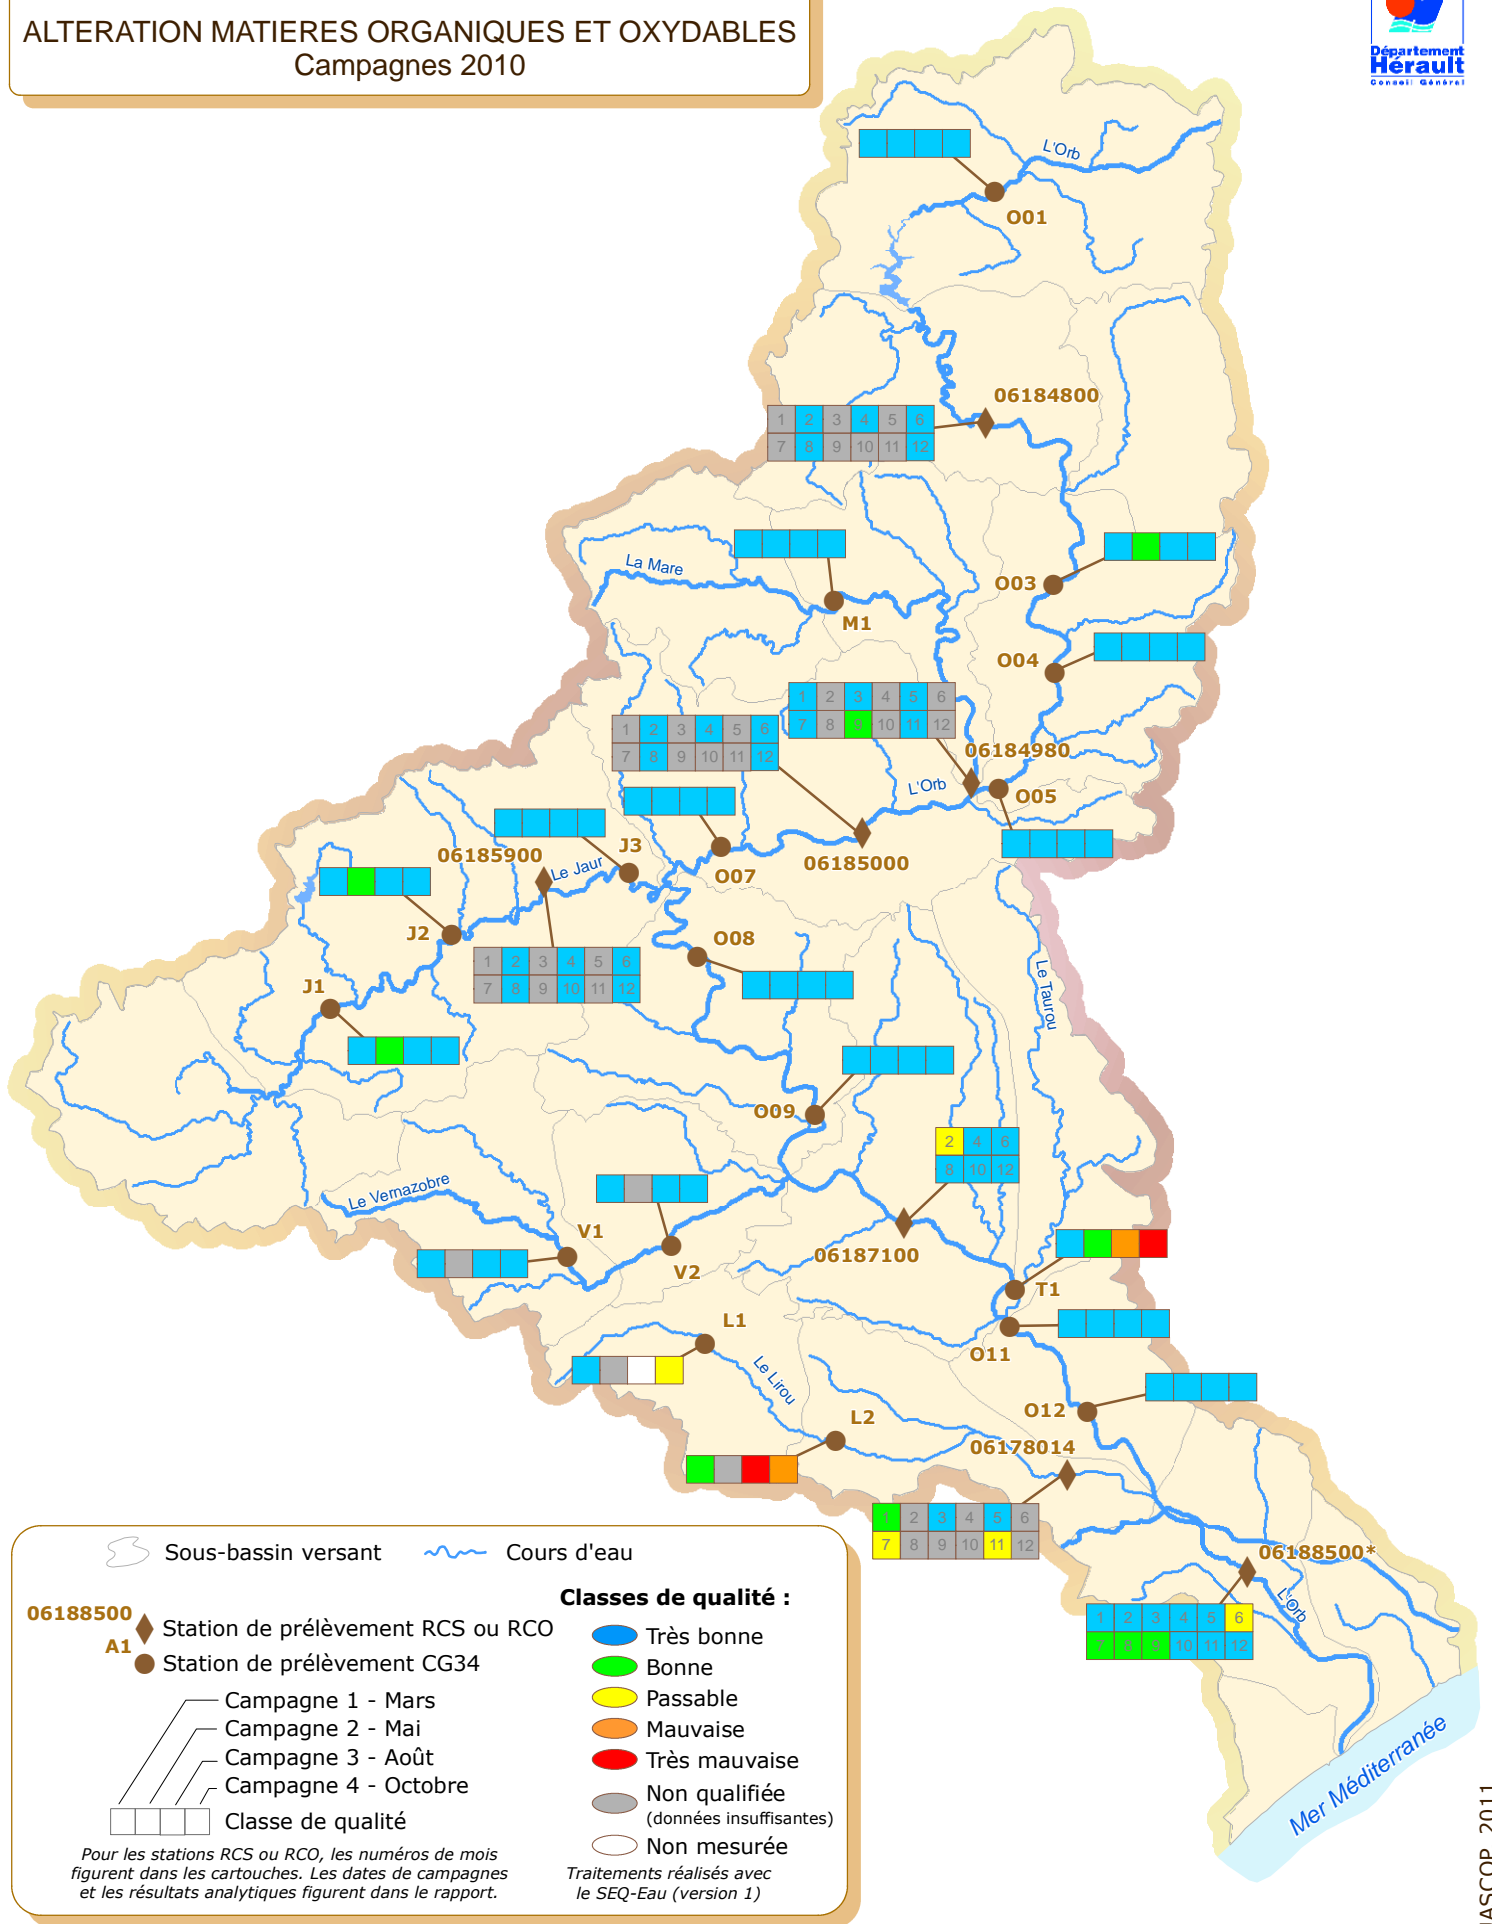 ALTERATION MATIERES ORGANIQUES ET OXYDABLES
Campagnes 2010
Département
Hérault
Conseil Général
L'Orb
O01
06184800
1 2 3 4 5 6
7 8 9 10 11 12
La Mare
M1
O03
O04
1 2 3 4 5 6
7 8 9 10 11 12
1 2 3 4 5 6
7 8 9 10 11 12
06184980
L'Orb
O05
06185000
O07
J3
06185900
Le Jaur
J2
1 2 3 4 5 6
7 8 9 10 11 12
O08
J1
Le Taurou
O09
2 4 6
8 10 12
Le Vernazobre
V1
V2
06187100
T1
O11
L1
Le Lirou
L2
O12
06178014
1 2 3 4 5 6
7 8 9 10 11 12
06188500*
L'Orb
1 2 3 4 5 6
7 8 9 10 11 12
Mer Méditerranée
Sous-bassin versant
Cours d'eau
06188500
Station de prélèvement RCS ou RCO
A1
Station de prélèvement CG34
Campagne 1 - Mars
Campagne 2 - Mai
Campagne 3 - Août
Campagne 4 - Octobre
Classe de qualité
Pour les stations RCS ou RCO, les numéros de mois
figurent dans les cartouches. Les dates de campagnes
et les résultats analytiques figurent dans le rapport.
Classes de qualité :
Très bonne
Bonne
Passable
Mauvaise
Très mauvaise
Non qualifiée
(données insuffisantes)
Non mesurée
Traitements réalisés avec
le SEQ-Eau (version 1)
2011